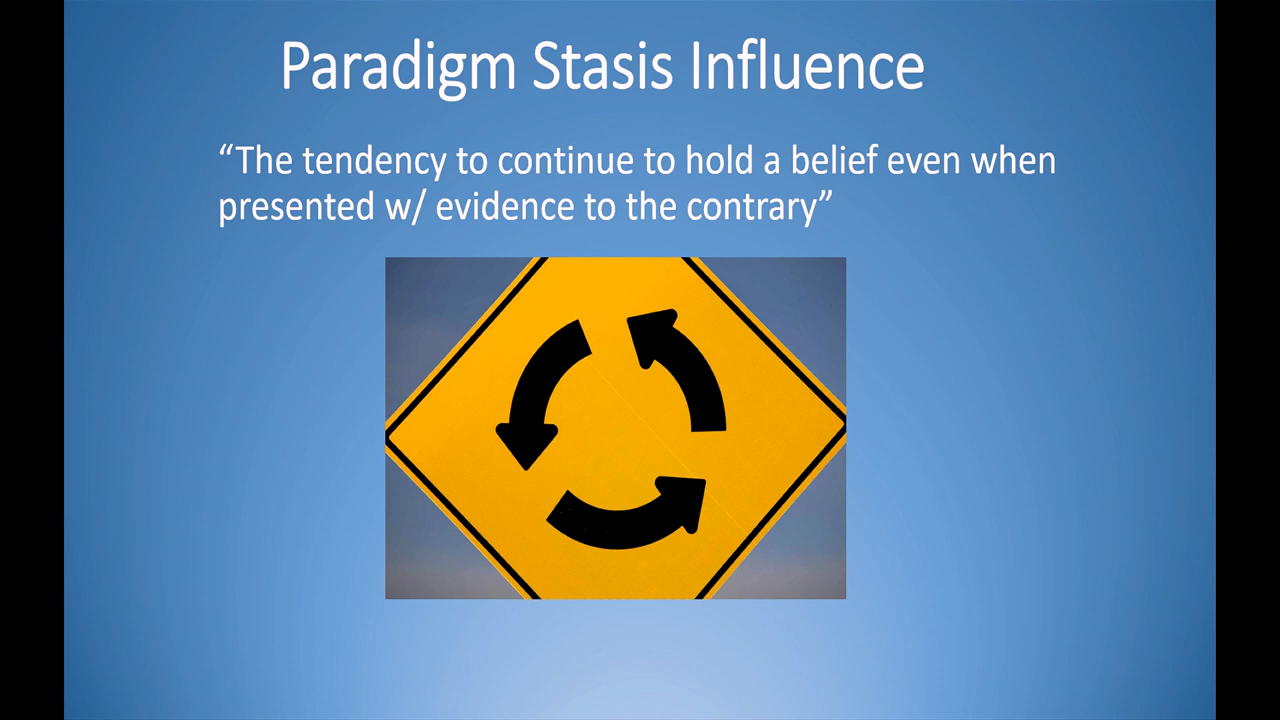 Paradigm Stasis Influence
“The tendency to continue to hold a belief even when
presented w/ evidence to the contrary”